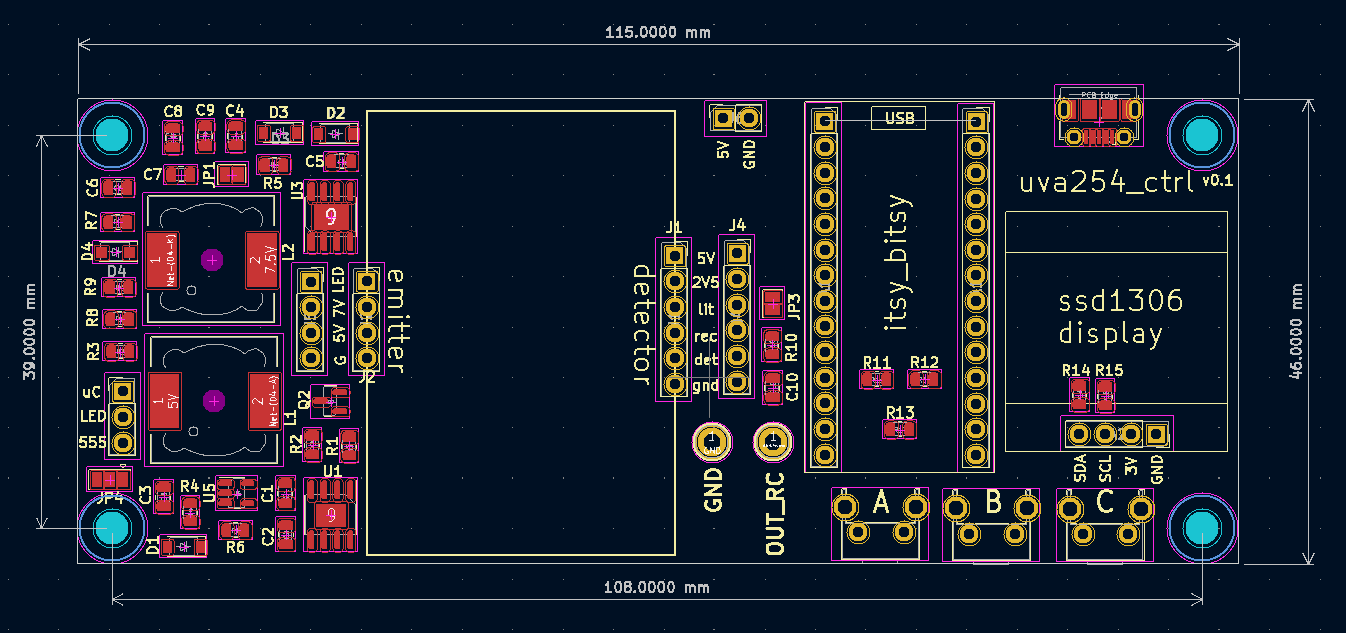 115.0000 mm
PCB Edge
C8
C9
C4
D3
D2
USB
5V
GND
C7
JP1
R5
C5
U3
C6
R7
D4
D4
R9
R8
R3
9
1
Net-(D4-K)
2
7.5V
L2
uva254_ctrl v0.1
J1
J4
5V
2V5
lit
rec
det
gnd
detector
emitter
LED
7V
5V
G
J2
itsy_bitsy
JP3
R10
C10
ssd1306
display
39.0000 mm
46.0000 mm
R11
R12
R13
R14
R15
uC
LED
555
1
5V
2
Net-(D4-A)
L1
Q2
R2
R1
U1
9
JP4
C3
R4
U5
C1
C2
R6
D1
1
1
GND
OUT_RC
SDA
SCL
3V
GND
A
B
C
108.0000 mm